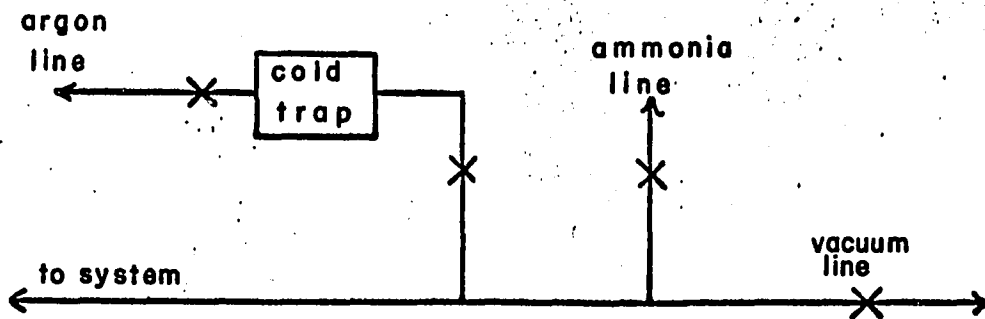 argon
line
cold
trap
ammonia
line
vacuum
line
to system